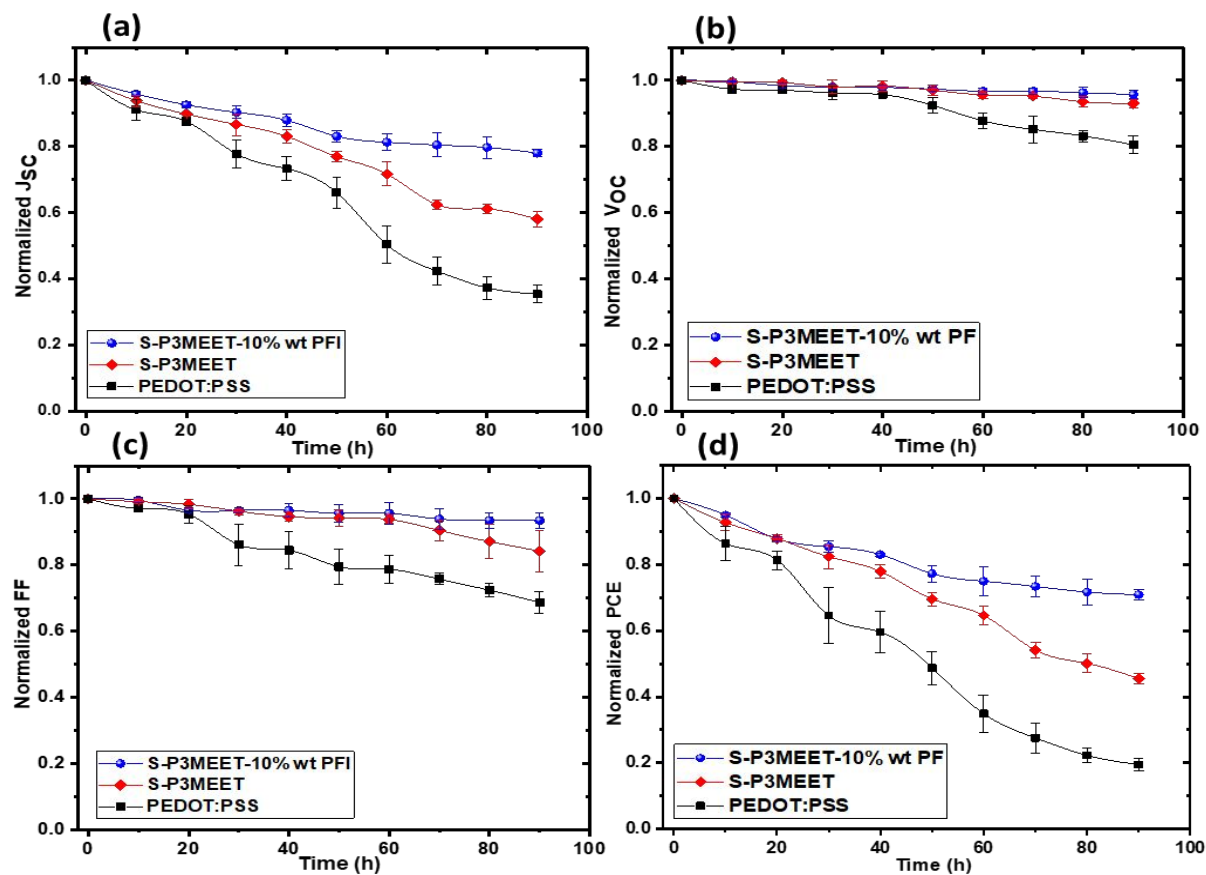 (a)
Normalized JSC
1.0
0.8
0.6
0.4
0.2
0.0
S-P3MEET-10% wt PFI
S-P3MEET
PEDOT:PSS
0 20 40 60 80 100
Time (h)
(b)
Normalized VOC
1.0
0.8
0.6
0.4
0.2
0.0
S-P3MEET-10% wt PF
S-P3MEET
PEDOT:PSS
0 20 40 60 80 100
Time (h)
(c)
Normalized FF
1.0
0.8
0.6
0.4
0.2
0.0
S-P3MEET-10% wt PFI
S-P3MEET
PEDOT:PSS
0 20 40 60 80 100
Time (h)
(d)
Normalized PCE
1.0
0.8
0.6
0.4
0.2
0.0
S-P3MEET-10% wt PF
S-P3MEET
PEDOT:PSS
0 20 40 60 80 100
Time (h)